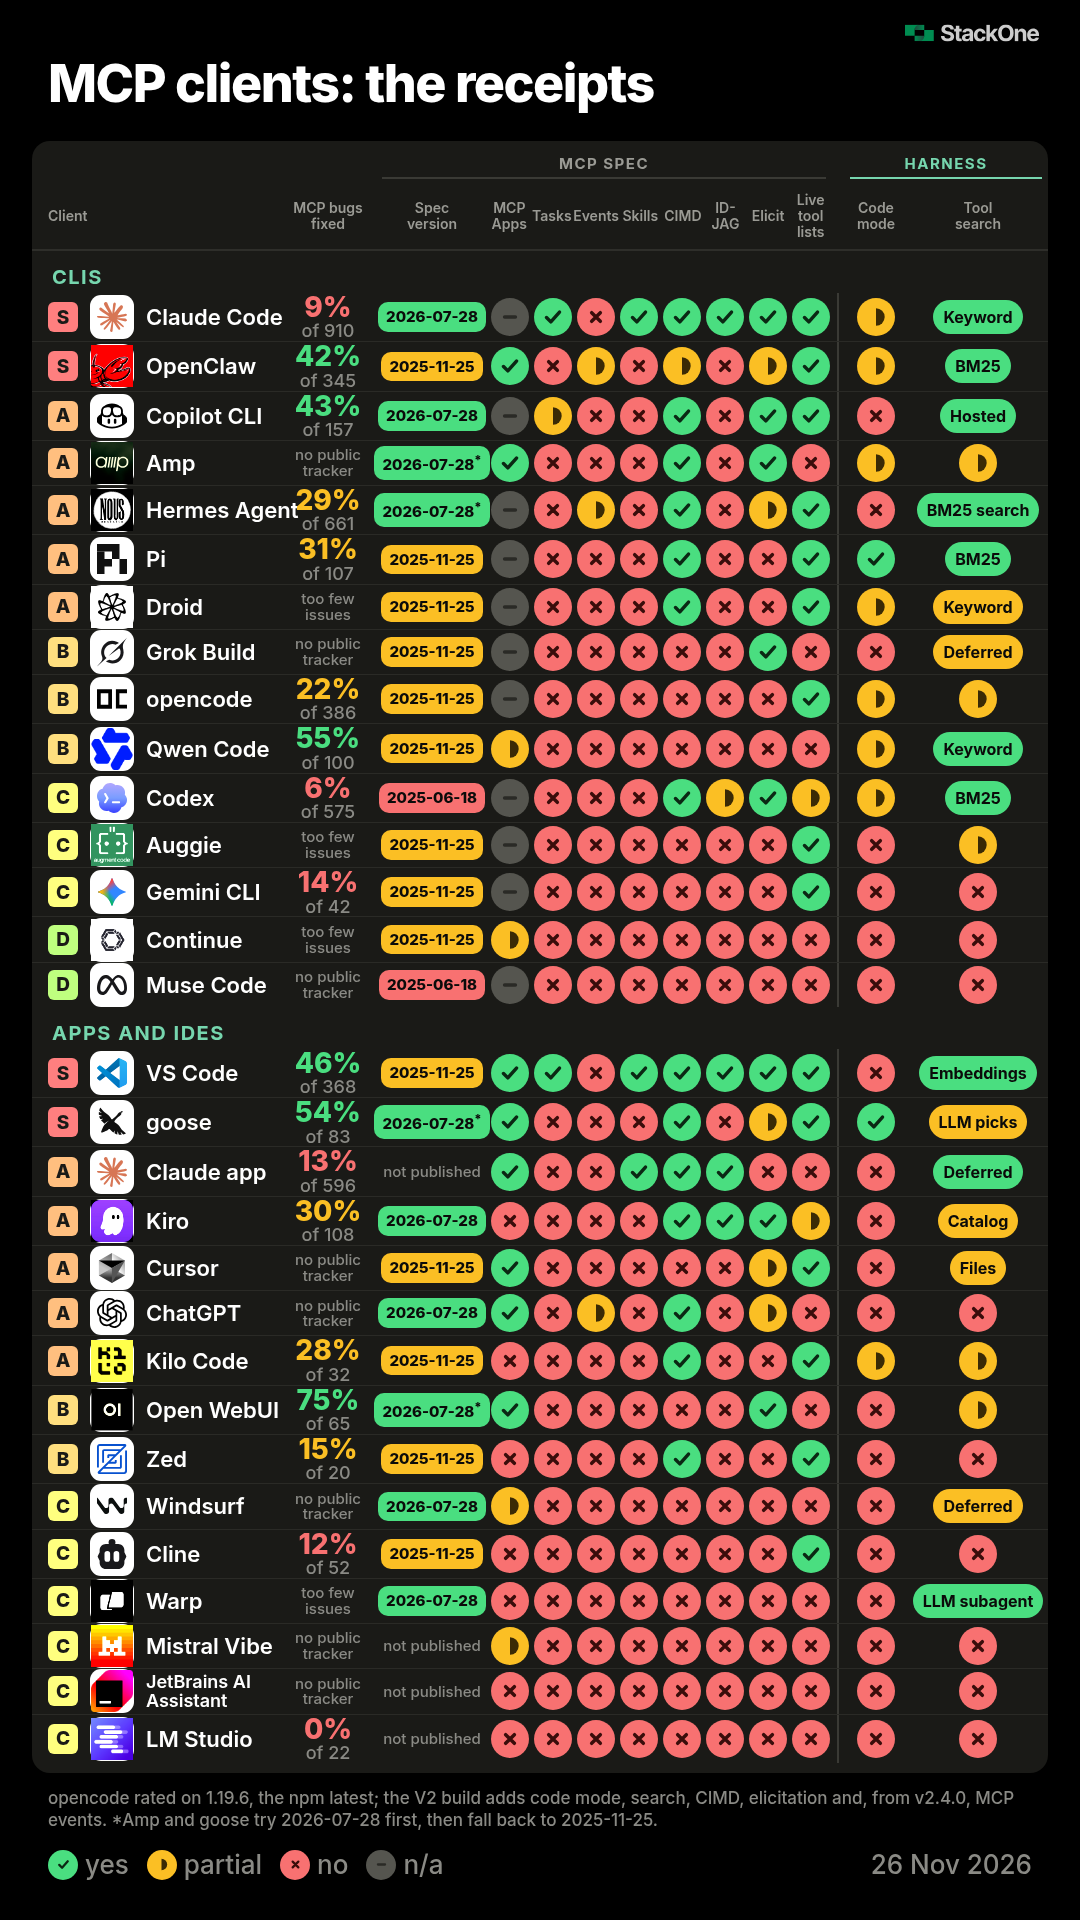 StackOne
MCP clients: the receipts
MCP SPEC
HARNESS
Client
MCP bugs fixed
Spec version
MCP Apps
Tasks
Events
Skills
CIMD
ID-JAG
Elicit
Live tool lists
Code mode
Tool search
CLIS
S Claude Code 9% of 910 2026-07-28 Keyword
S OpenClaw 42% of 345 2025-11-25 BM25
A Copilot CLI 43% of 157 2026-07-28 Hosted
A amp Amp no public tracker 2026-07-28*
A NOUS Hermes Agent 29% of 661 2026-07-28* BM25 search
A Pi 31% of 107 2025-11-25 BM25
A Droid too few issues 2025-11-25 Keyword
B Grok Build no public tracker 2025-11-25 Deferred
B opencode 22% of 386 2025-11-25
B Qwen Code 55% of 100 2025-11-25 Keyword
C Codex 6% of 575 2025-06-18 BM25
C augment code Auggie too few issues 2025-11-25
C Gemini CLI 14% of 42 2025-11-25
D Continue too few issues 2025-11-25
D Muse Code no public tracker 2025-06-18
APPS AND IDES
S VS Code 46% of 368 2025-11-25 Embeddings
S goose 54% of 83 2026-07-28* LLM picks
A Claude app 13% of 596 not published Deferred
A Kiro 30% of 108 2026-07-28 Catalog
A Cursor no public tracker 2025-11-25 Files
A ChatGPT no public tracker 2026-07-28
A Kilo Code 28% of 32 2025-11-25
B OI Open WebUI 75% of 65 2026-07-28*
B Zed 15% of 20 2025-11-25
C Windsurf no public tracker 2026-07-28 Deferred
C Cline 12% of 52 2025-11-25
C Warp too few issues 2026-07-28 LLM subagent
C Mistral Vibe no public tracker not published
C JetBrains AI Assistant no public tracker not published
C LM Studio 0% of 22 not published
opencode rated on 1.19.6, the npm latest; the V2 build adds code mode, search, CIMD, elicitation and, from v2.4.0, MCP
events. *Amp and goose try 2026-07-28 first, then fall back to 2025-11-25.
yes partial no n/a
26 Nov 2026